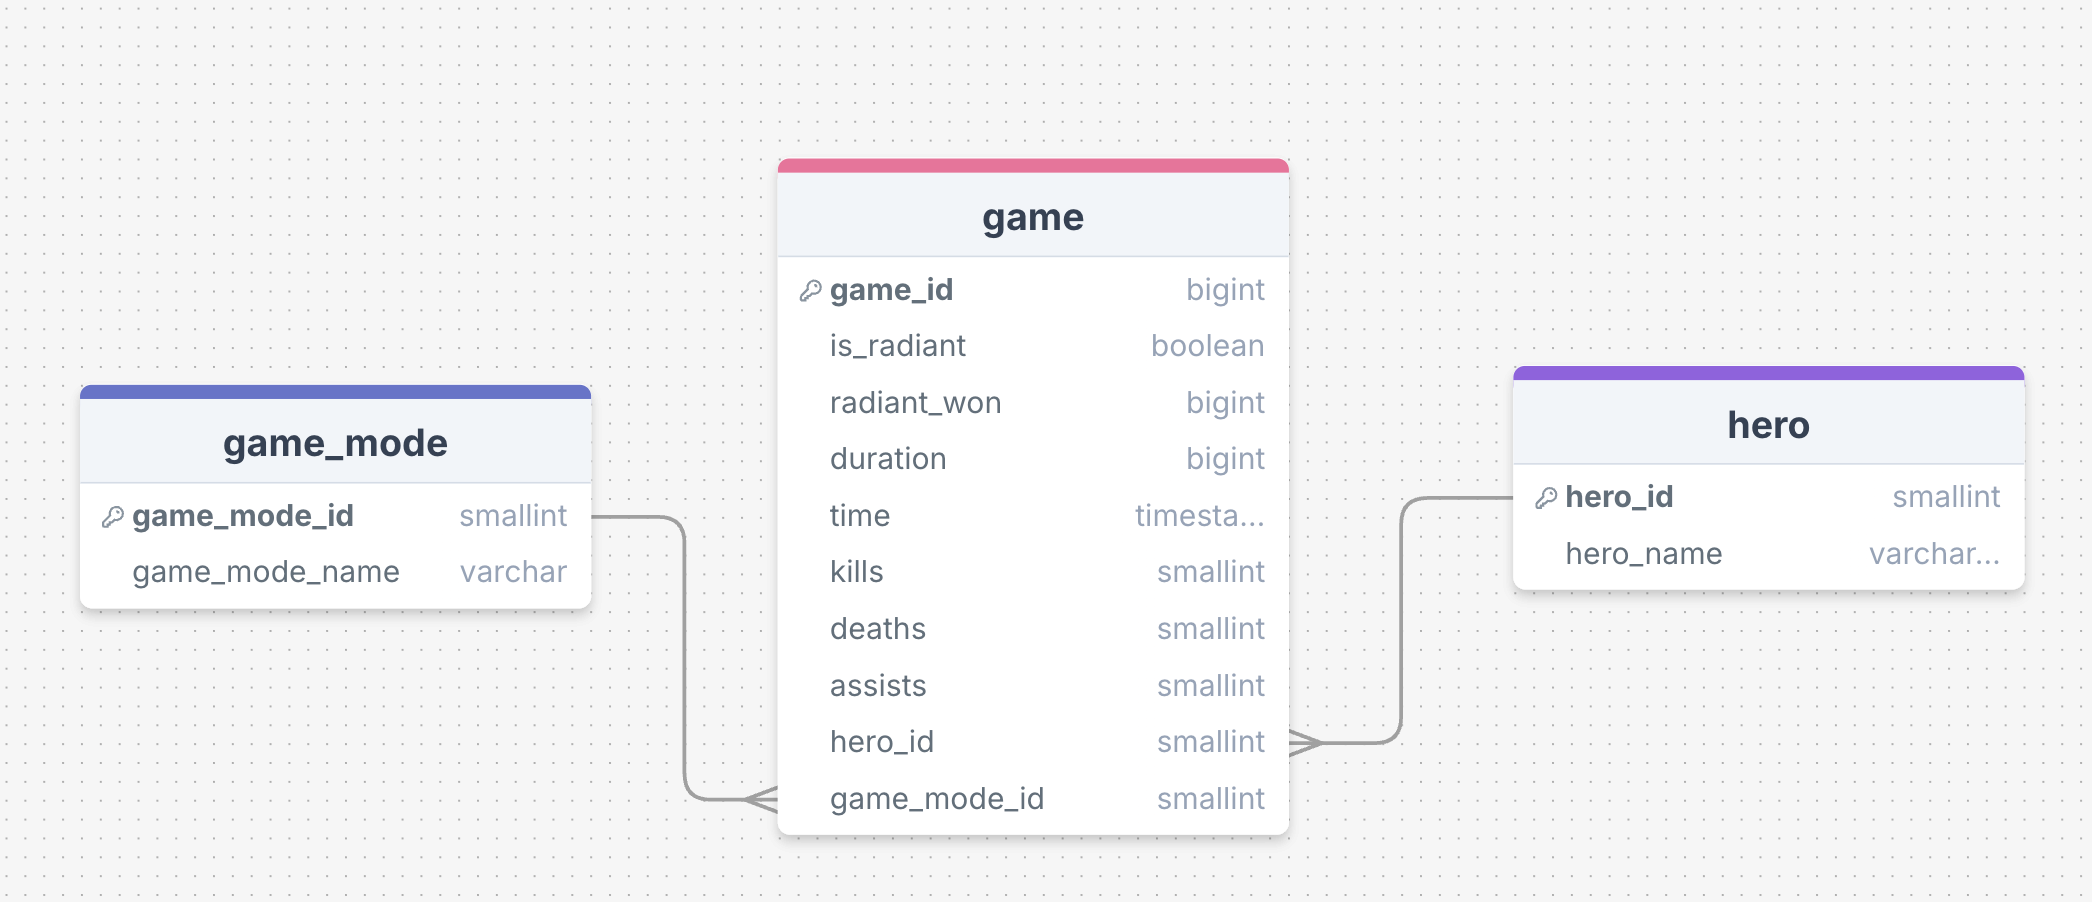 game_mode
game_mode_id smallint
game_mode_name varchar
game
game_id bigint
is_radiant boolean
radiant_won bigint
duration bigint
time timesta...
kills smallint
deaths smallint
assists smallint
hero_id smallint
game_mode_id smallint
hero
hero_id smallint
hero_name varchar...